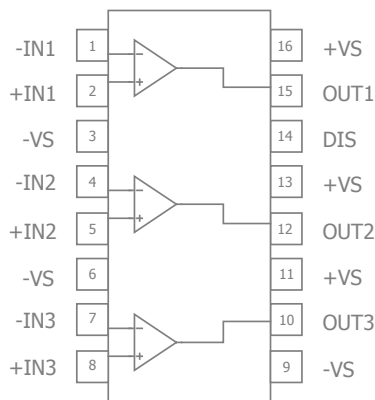 -IN1 1 - 16 +VS
+IN1 2 + 15 OUT1
-VS 3 14 DIS
-IN2 4 - 13 +VS
+IN2 5 + 12 OUT2
-VS 6 11 +VS
-IN3 7 - 10 OUT3
+IN3 8 + 9 -VS